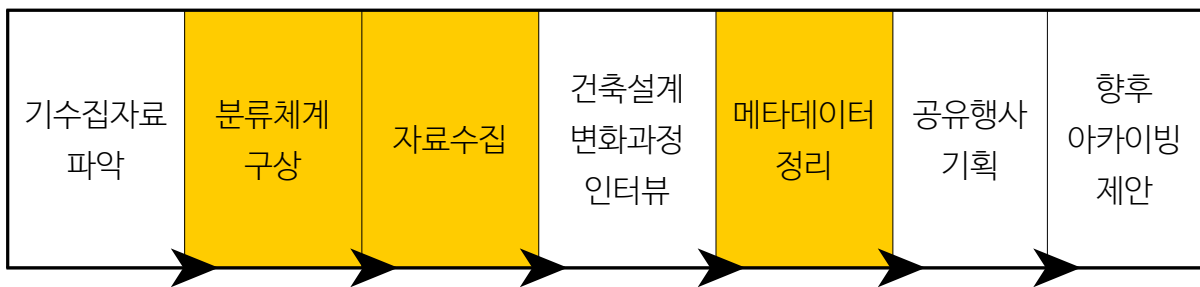 기수집자료
파악
분류체계
구상
자료수집
건축설계
변화과정
인터뷰
메타데이터
정리
공유행사
기획
향후
아카이빙
제안